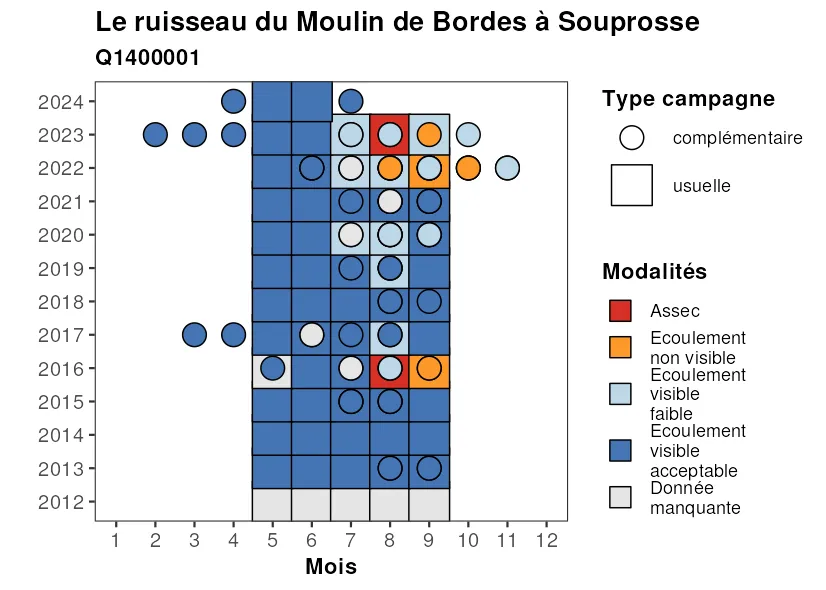 Le ruisseau du Moulin de Bordes à Souprosse
Q1400001
2024
2023
2022
2021
2020
2019
2018
2017
2016
2015
2014
2013
2012
1 2 3 4 5 6 7 8 9 10 11 12
Mois
Type campagne
complémentaire
usuelle
Modalités
Assec
Ecoulement
non visible
Ecoulement
visible
faible
Ecoulement
visible
acceptable
Donnée
manquante